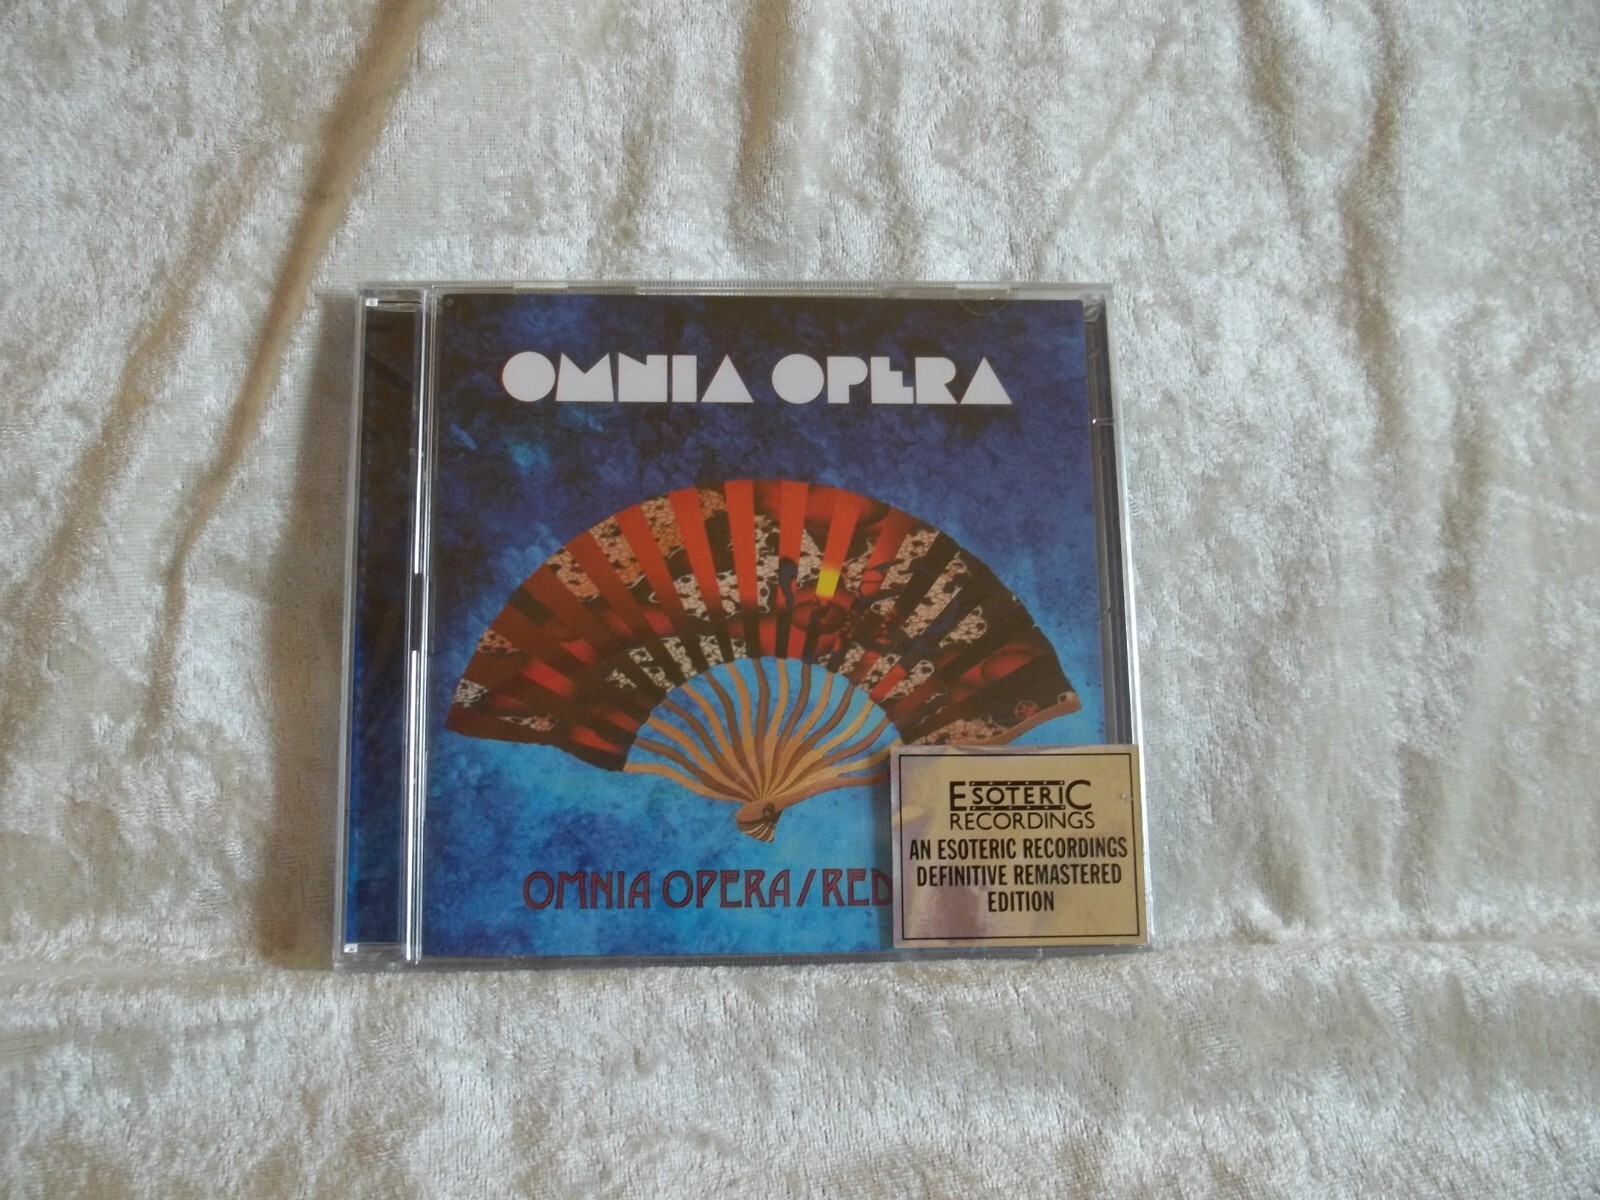 OMNIA OPERA
OMNIA OPERA/RED
ESOTERIC
RECORDINGS
AN ESOTERIC RECORDINGS
DEFINITIVE REMASTERED
EDITION